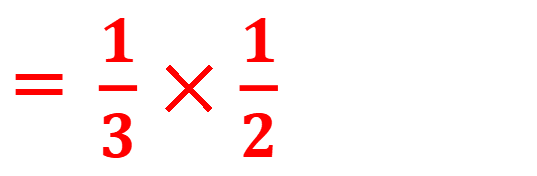 = 1/3 × 1/2